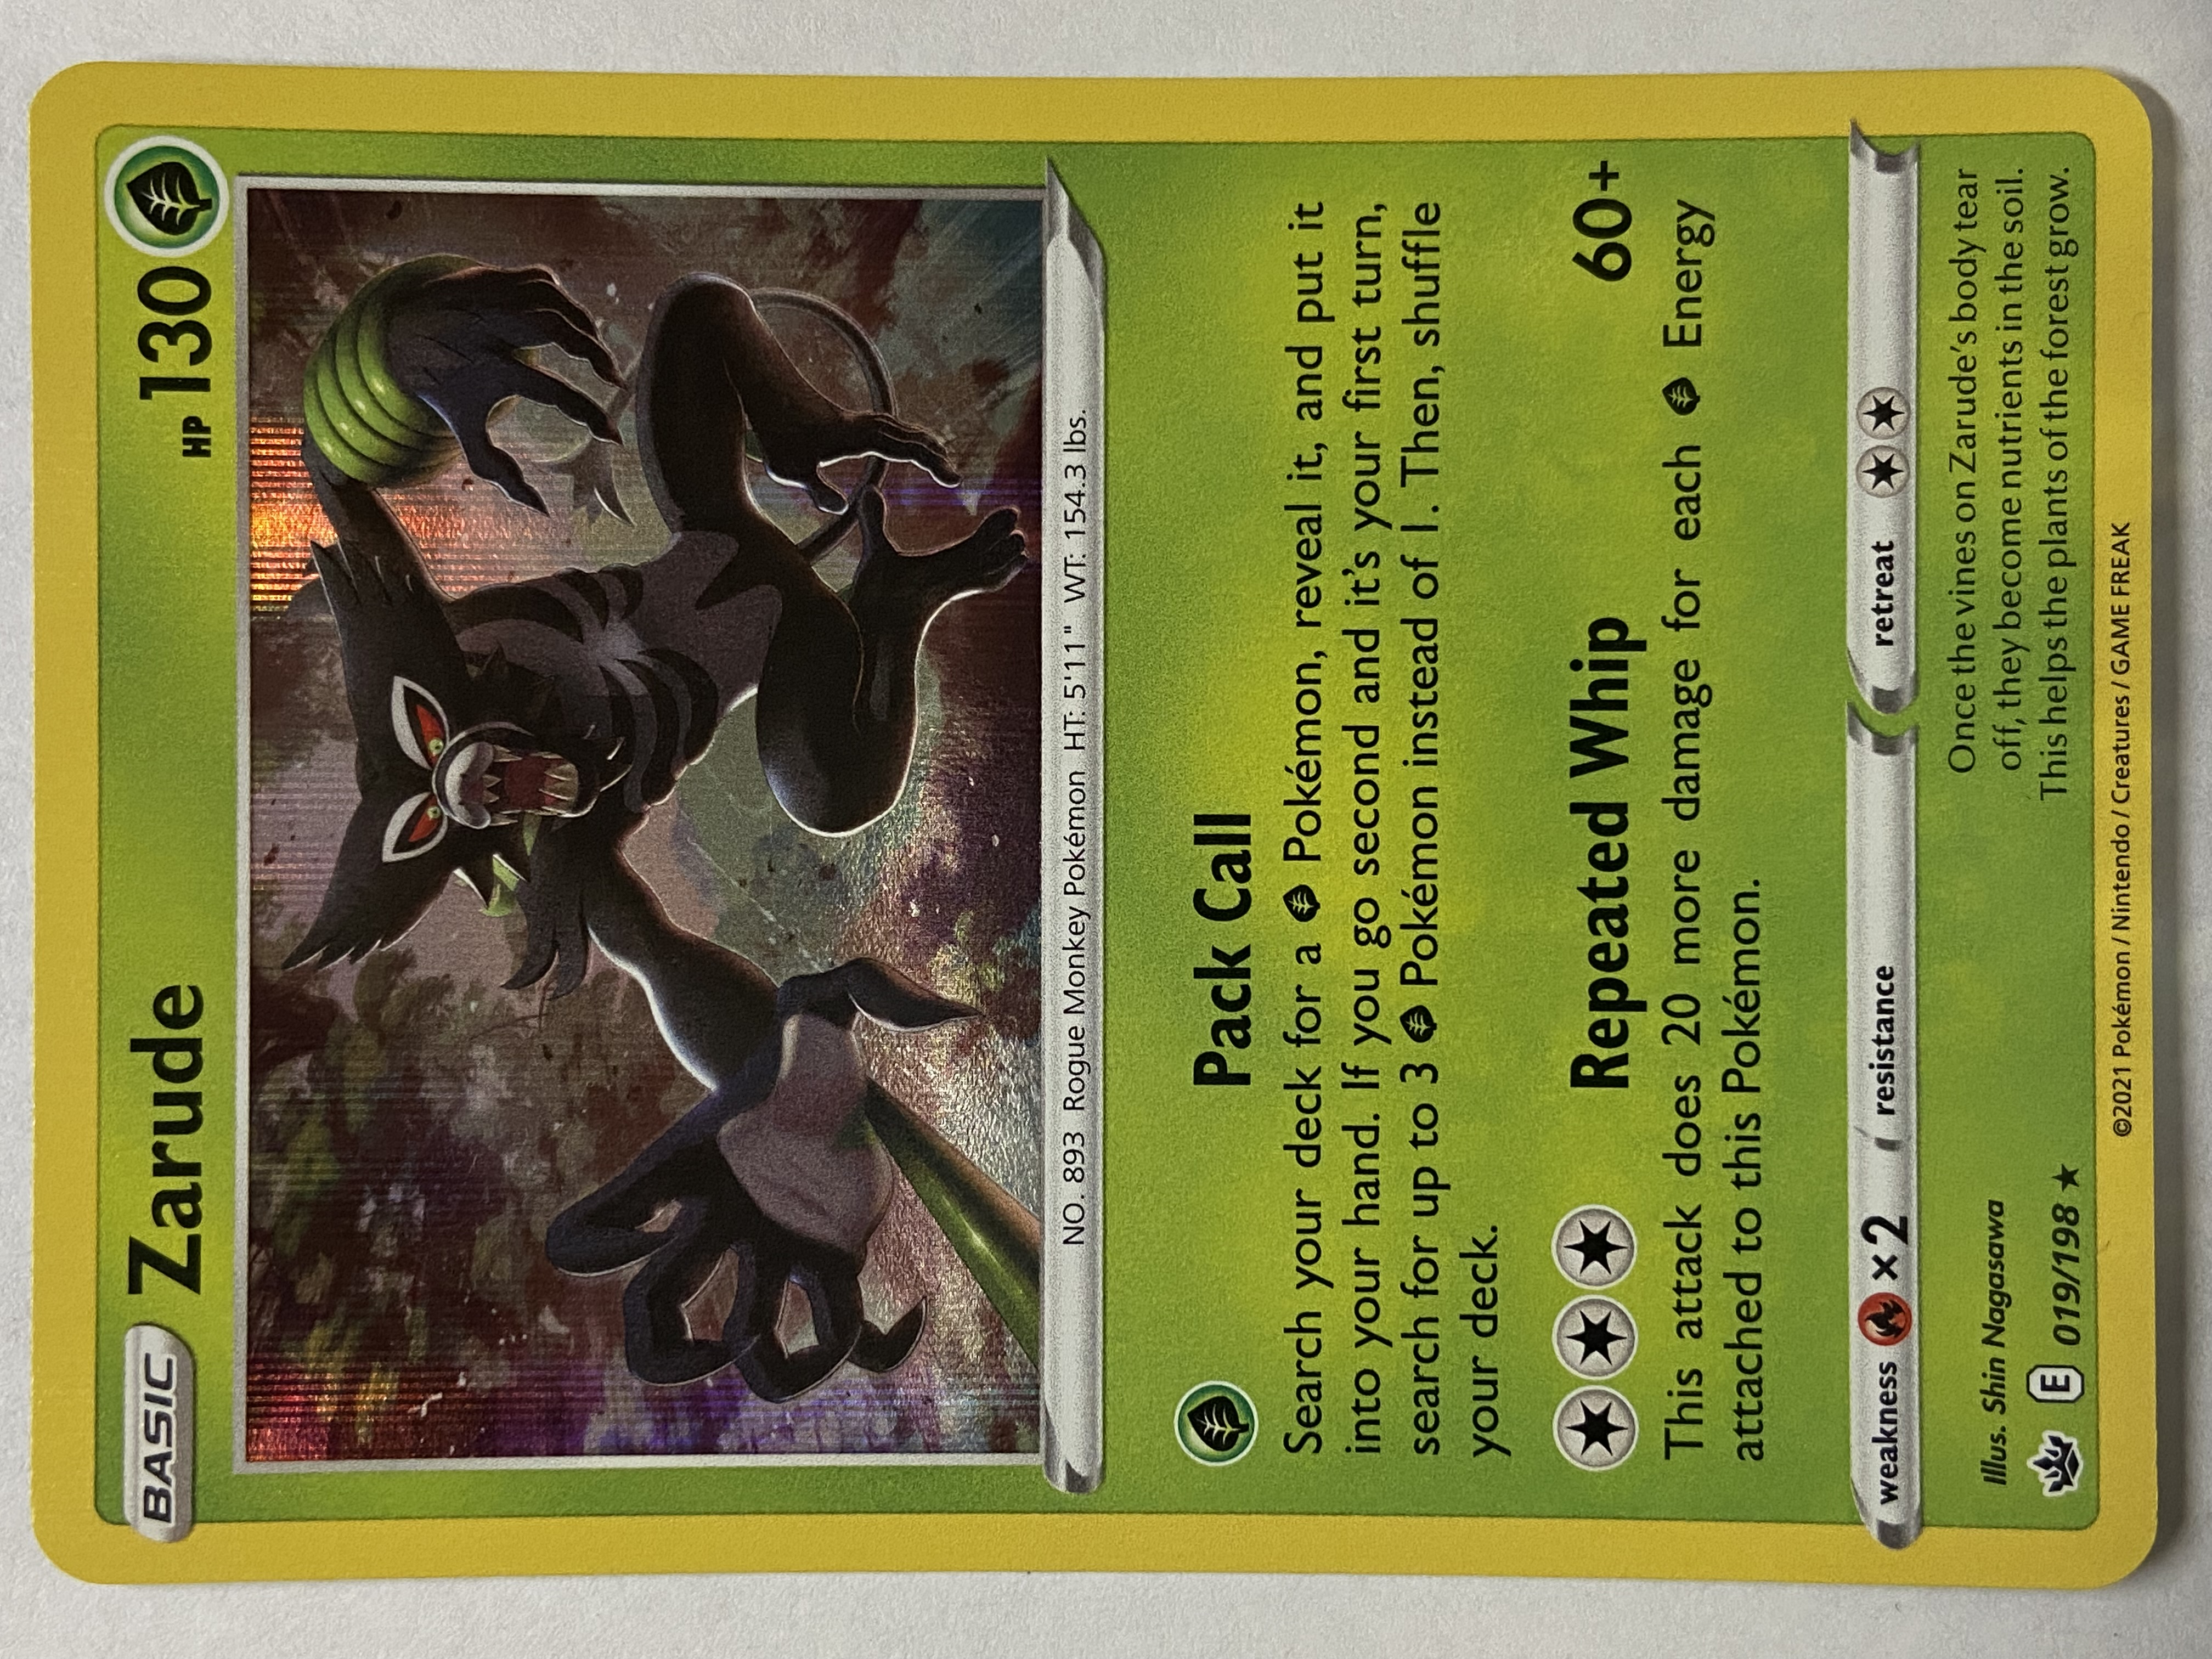 BASIC Zarude HP 130
NO. 893 Rogue Monkey Pokémon HT: 5'11" WT: 154.3 lbs.
Pack Call
Search your deck for a Pokémon, reveal it, and put it
into your hand. If you go second and it's your first turn,
search for up to 3 Pokémon instead of 1. Then, shuffle
your deck.
Repeated Whip 60+
This attack does 20 more damage for each Energy
attached to this Pokémon.
weakness ×2 resistance retreat
Illus. Shin Nagasawa
E 019/198 ★
Once the vines on Zarude's body tear
off, they become nutrients in the soil.
This helps the plants of the forest grow.
©2021 Pokémon / Nintendo / Creatures / GAME FREAK